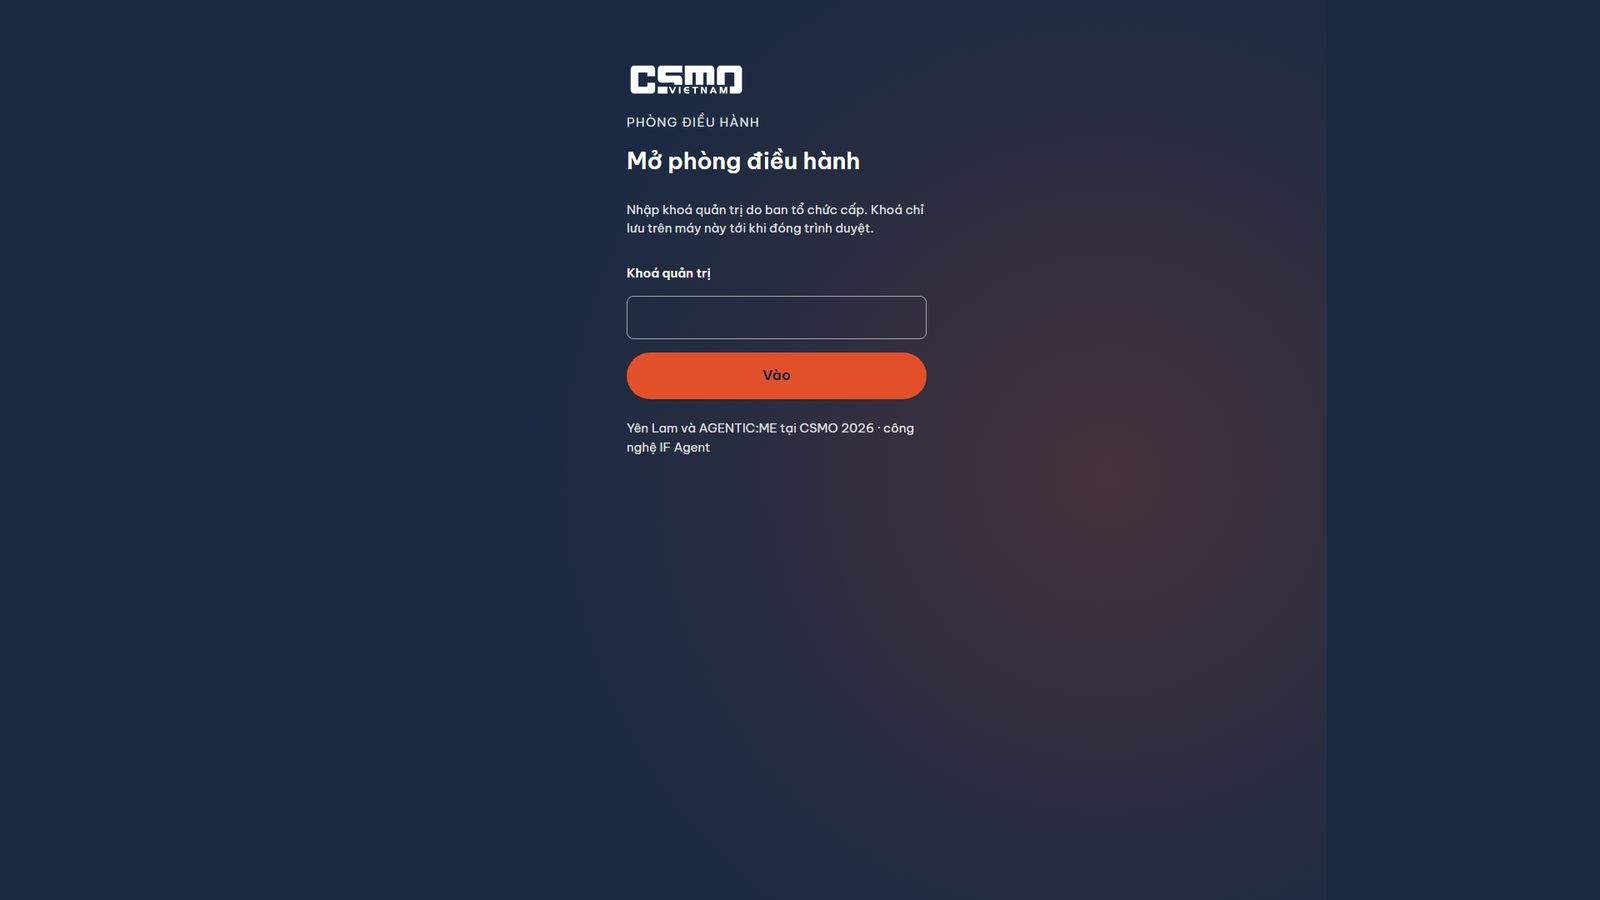 CSMO
VIETNAM
PHÒNG ĐIỀU HÀNH
Mở phòng điều hành
Nhập khoá quản trị do ban tổ chức cấp. Khoá chỉ
lưu trên máy này tới khi đóng trình duyệt.
Khoá quản trị
Vào
Yên Lam và AGENTIC:ME tại CSMO 2026 · công
nghệ IF Agent